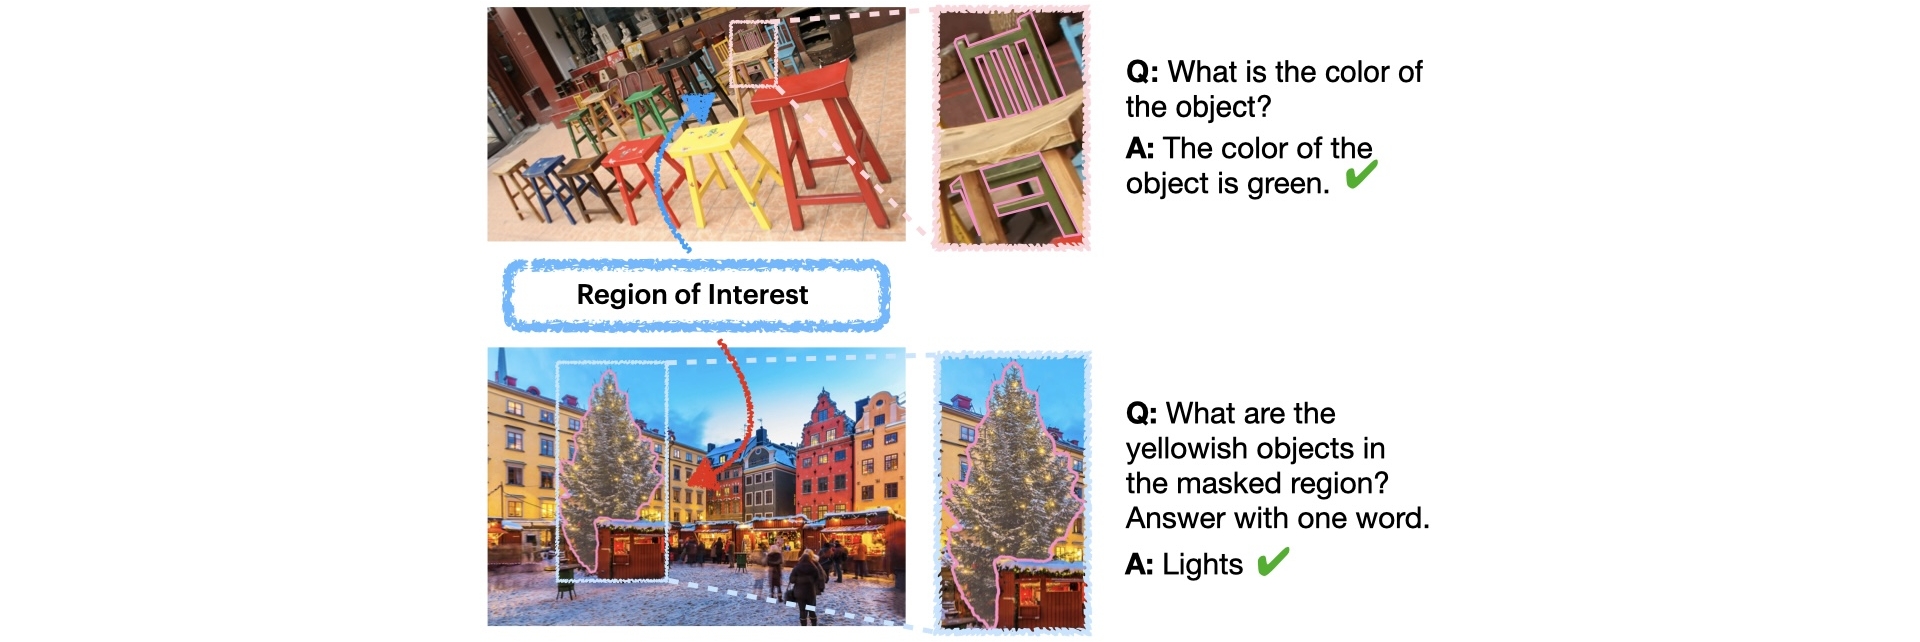 Q: What is the color of
the object?
A: The color of the
object is green.
Region of Interest
Q: What are the
yellowish objects in
the masked region?
Answer with one word.
A: Lights